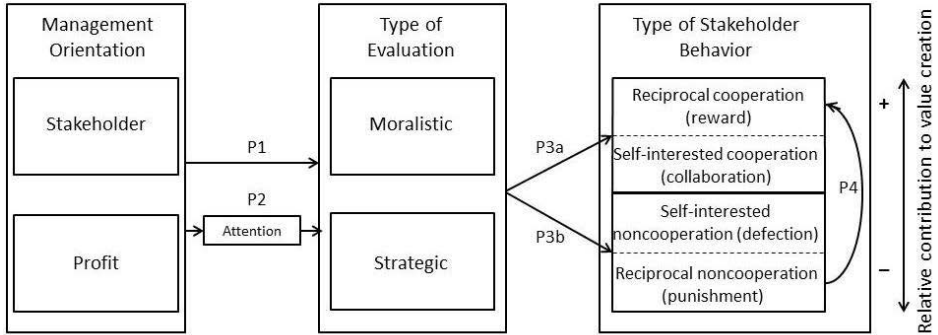 Management
Orientation
Stakeholder
Profit
P1
P2
Attention
Type of
Evaluation
Moralistic
Strategic
P3a
P3b
Type of Stakeholder
Behavior
Reciprocal cooperation
(reward)
Self-interested cooperation
(collaboration)
Self-interested
noncooperation (defection)
Reciprocal noncooperation
(punishment)
P4
+
–
Relative contribution to value creation